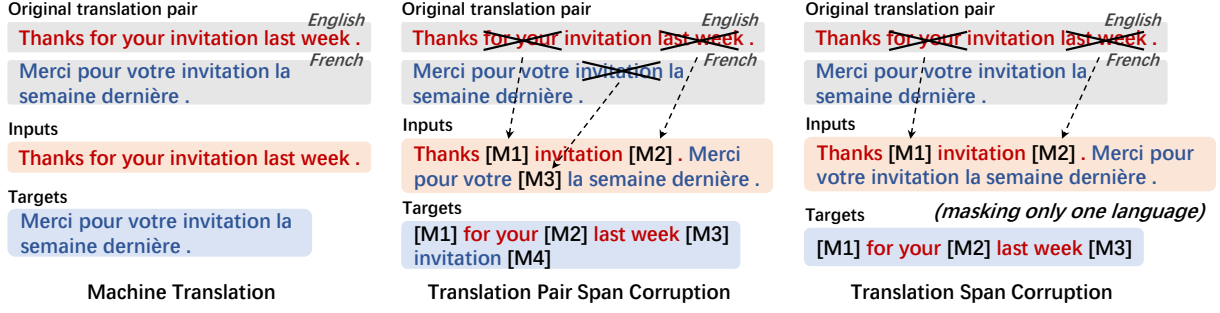 Original translation pair
English
Thanks for your invitation last week .
French
Merci pour votre invitation la
semaine dernière .
Inputs
Thanks for your invitation last week .
Targets
Merci pour votre invitation la
semaine dernière .
Machine Translation
Original translation pair
English
Thanks for your invitation last week .
French
Merci pour votre invitation la
semaine dernière .
Inputs
Thanks [M1] invitation [M2] . Merci
pour votre [M3] la semaine dernière .
Targets
[M1] for your [M2] last week [M3]
invitation [M4]
Translation Pair Span Corruption
Original translation pair
English
Thanks for your invitation last week .
French
Merci pour votre invitation la
semaine dernière .
Inputs
Thanks [M1] invitation [M2] . Merci pour
votre invitation la semaine dernière .
Targets
(masking only one language)
[M1] for your [M2] last week [M3]
Translation Span Corruption